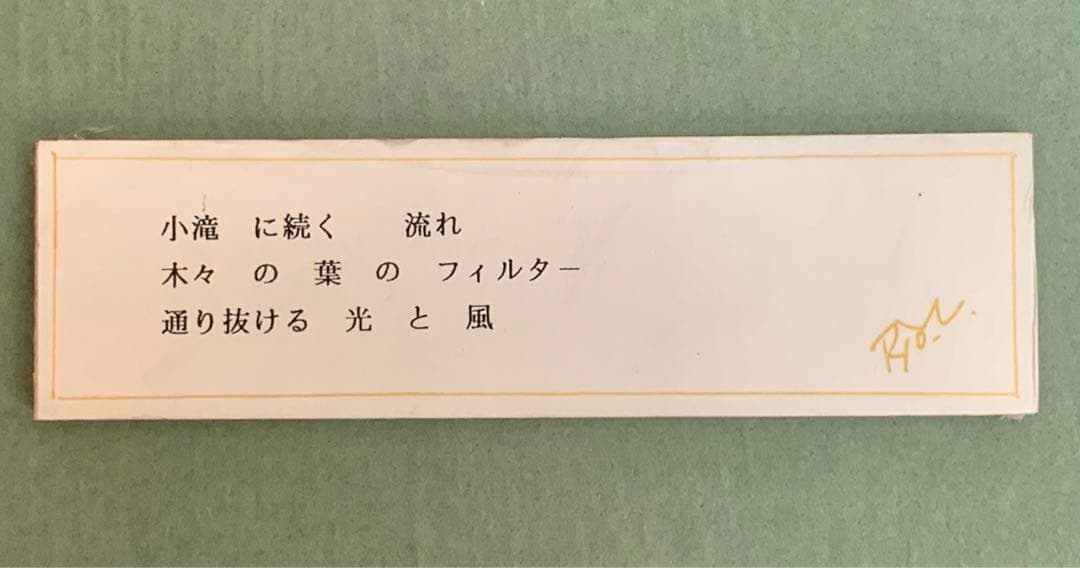 小滝　に続く　　流れ
木々　の　葉　の　フィルター
通り抜ける　光　と　風